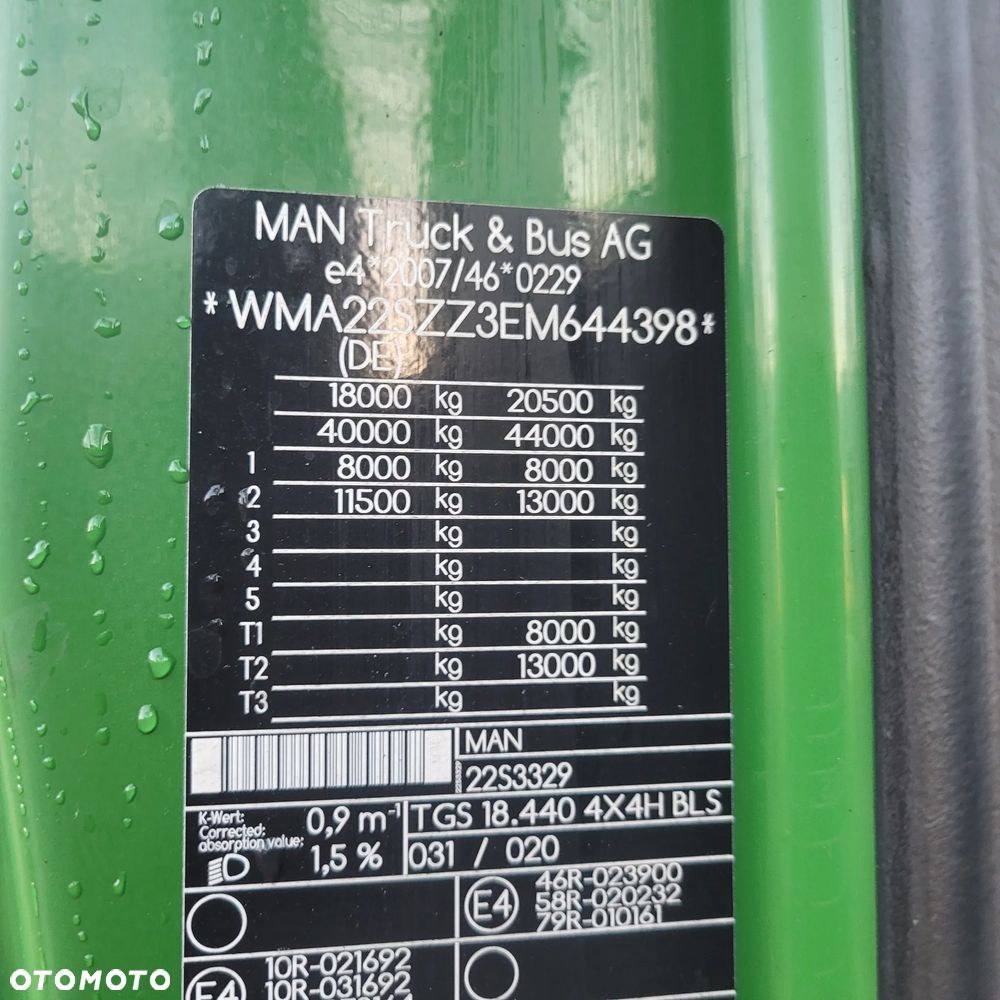 MAN Truck & Bus AG
e4*2007/46*0229
*WMA22SZZ3EM644398*
(DE)
18000 kg 20500 kg
40000 kg 44000 kg
1 8000 kg 8000 kg
2 11500 kg 13000 kg
3 kg kg
4 kg kg
5 kg kg
T1 kg 8000 kg
T2 kg 13000 kg
T3 kg kg
MAN
22S3329
K-Wert: Corrected: absorption value: 0,9 m⁻¹
TGS 18.440 4X4H BLS
1,5 %
031 / 020
E4
46R-023900
58R-020232
79R-010161
E4
10R-021692
10R-031692
OTOMOTO